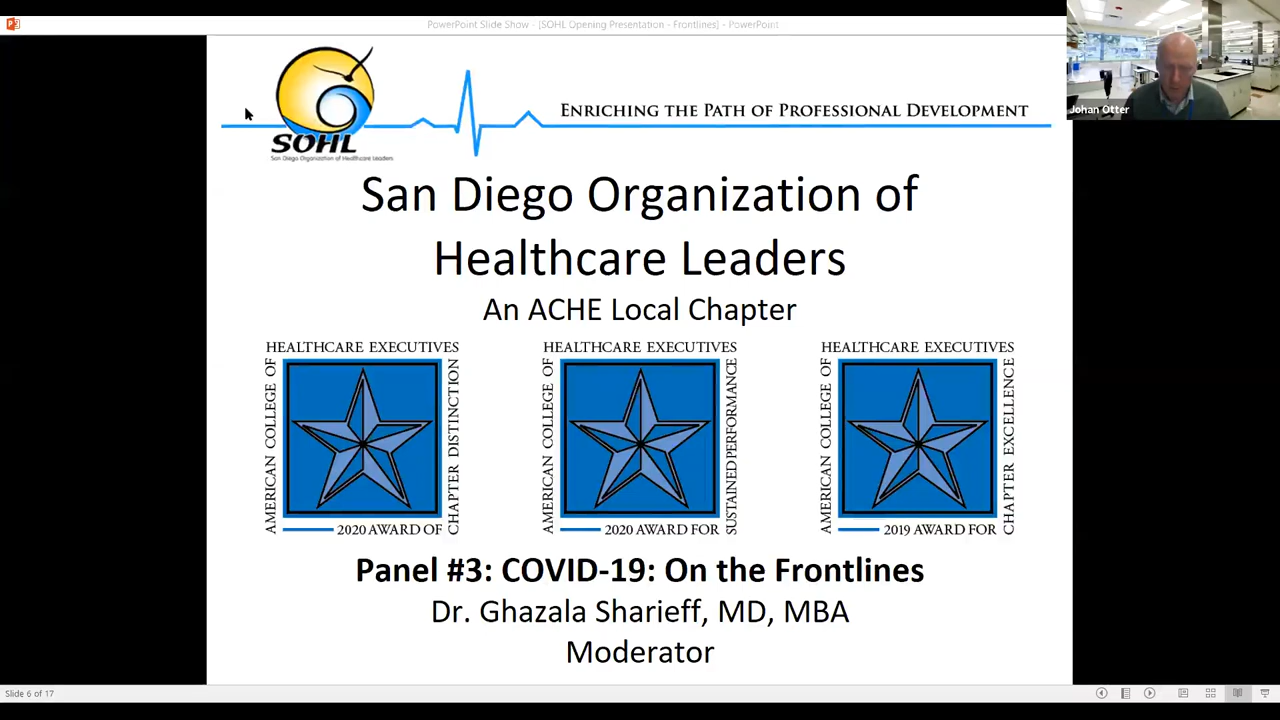 PowerPoint Slide Show - [SOHL Opening Presentation - Frontlines] - PowerPoint
Johan Otter
ENRICHING THE PATH OF PROFESSIONAL DEVELOPMENT
SOHL
San Diego Organization of Healthcare Leaders
San Diego Organization of
Healthcare Leaders
An ACHE Local Chapter
AMERICAN COLLEGE OF
HEALTHCARE EXECUTIVES
2020 AWARD OF
CHAPTER DISTINCTION
AMERICAN COLLEGE OF
HEALTHCARE EXECUTIVES
2020 AWARD FOR
SUSTAINED PERFORMANCE
AMERICAN COLLEGE OF
HEALTHCARE EXECUTIVES
2019 AWARD FOR
CHAPTER EXCELLENCE
Panel #3: COVID-19: On the Frontlines
Dr. Ghazala Sharieff, MD, MBA
Moderator
Slide 6 of 17